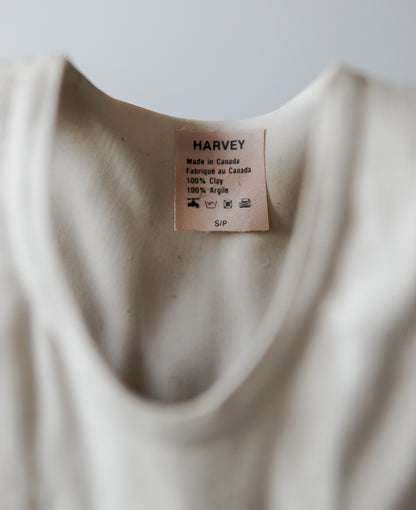 HARVEY
Made in Canada
Fabriqué au Canada
100% Clay
100% Argile
S/P